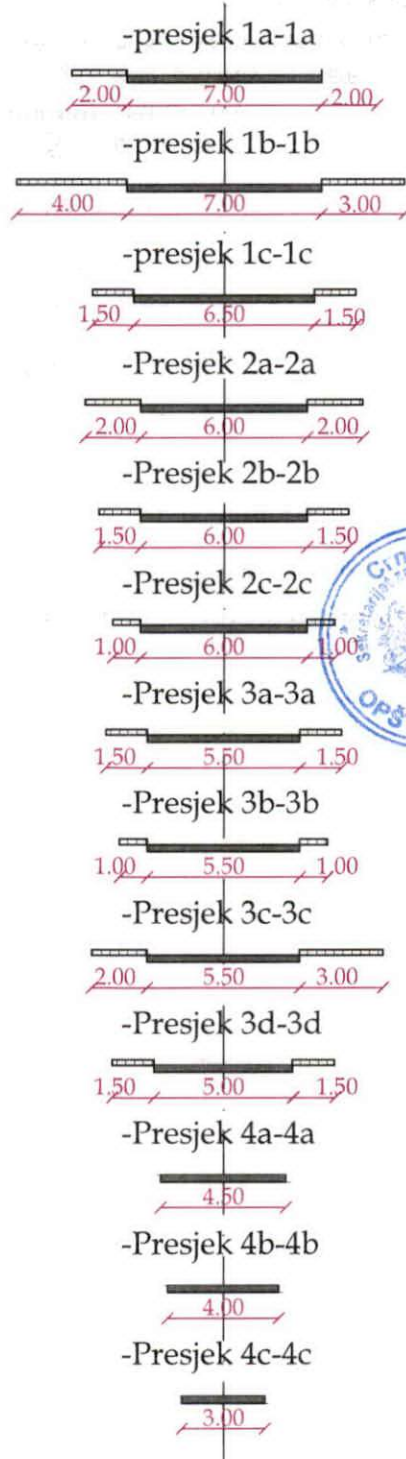 -presjek 1a-1a
2.00 7.00 2.00
-presjek 1b-1b
4.00 7.00 3.00
-presjek 1c-1c
1.50 6.50 1.50
-Presjek 2a-2a
2.00 6.00 2.00
-Presjek 2b-2b
1.50 6.00 1.50
-Presjek 2c-2c
1.00 6.00 1.00
-Presjek 3a-3a
1.50 5.50 1.50
-Presjek 3b-3b
1.00 5.50 1.00
-Presjek 3c-3c
2.00 5.50 3.00
-Presjek 3d-3d
1.50 5.00 1.50
-Presjek 4a-4a
4.50
-Presjek 4b-4b
4.00
-Presjek 4c-4c
3.00